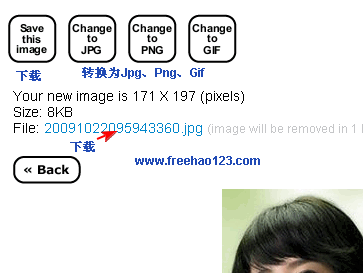 Save this image
Change to JPG
Change to PNG
Change to GIF
下载
转换为Jpg、Png、Gif
Your new image is 171 X 197 (pixels)
Size: 8KB
File: 20091022095943360.jpg (image will be removed in 1
下载
www.freehao123.com
« Back